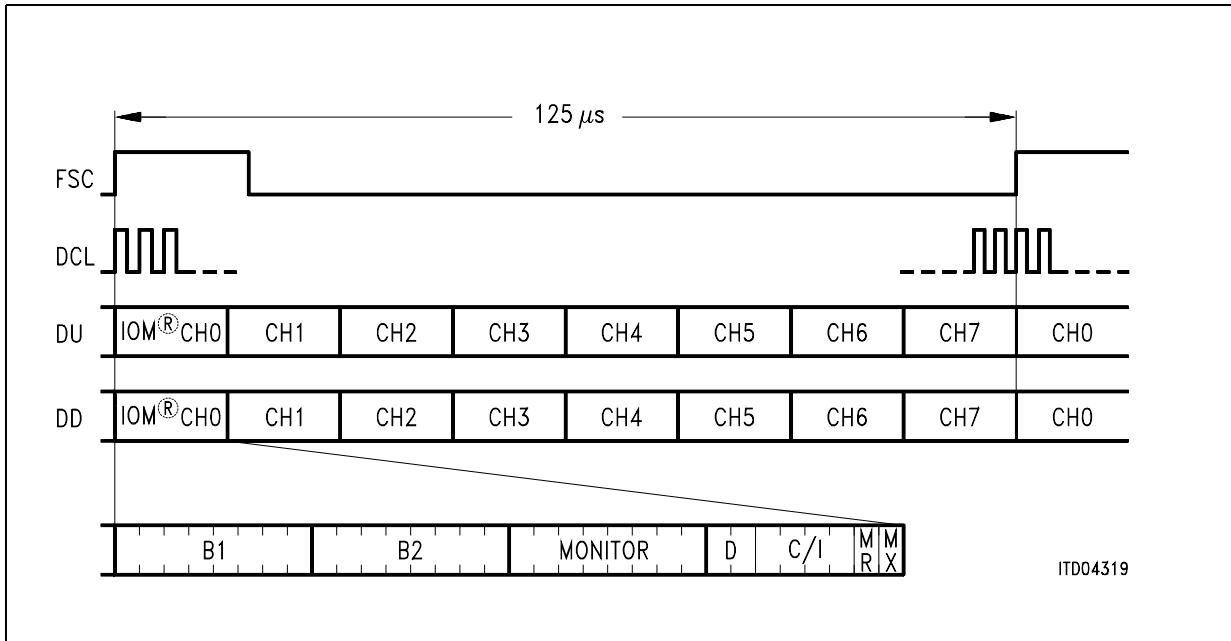 125 µs
FSC
DCL
DU IOM® CH0 CH1 CH2 CH3 CH4 CH5 CH6 CH7 CH0
DD IOM® CH0 CH1 CH2 CH3 CH4 CH5 CH6 CH7 CH0
B1 B2 MONITOR D C/I MR MX
ITD04319